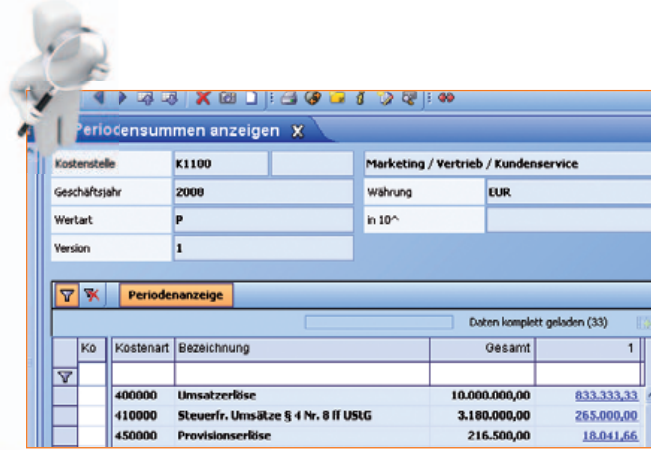 Periodensummen anzeigen X
Kostenstelle K1100 Marketing / Vertrieb / Kundenservice
Geschäftsjahr 2008 Währung EUR
Wertart P in 10^
Version 1
Periodenanzeige
Daten komplett geladen (33)
Ko Kostenart Bezeichnung Gesamt 1
400000 Umsatzerlöse 10.000.000,00 833.333,33
410000 Steuerfr. Umsätze § 4 Nr. 8 ff UStG 3.180.000,00 265.000,00
450000 Provisionserlöse 216.500,00 18.041,66